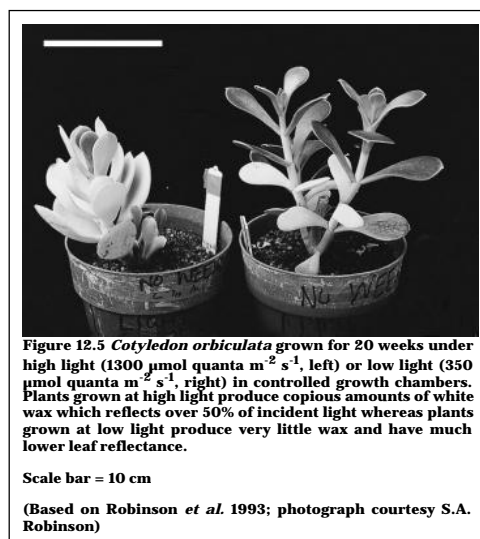 NO WEEK
NO WEEK
Figure 12.5 Cotyledon orbiculata grown for 20 weeks under
high light (1300 μmol quanta m-2 s-1, left) or low light (350
μmol quanta m-2 s-1, right) in controlled growth chambers.
Plants grown at high light produce copious amounts of white
wax which reflects over 50% of incident light whereas plants
grown at low light produce very little wax and have much
lower leaf reflectance.
Scale bar = 10 cm
(Based on Robinson et al. 1993; photograph courtesy S.A.
Robinson)